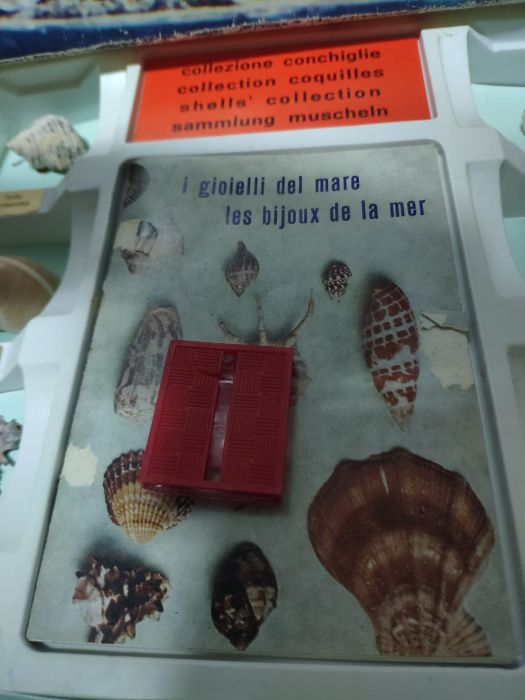 collezione conchiglie
collection coquilles
shells' collection
sammlung muscheln
i gioielli del mare
les bijoux de la mer